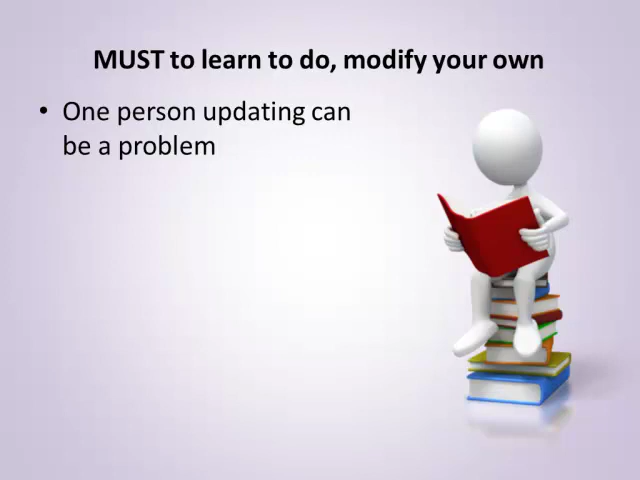 MUST to learn to do, modify your own
• One person updating can
be a problem